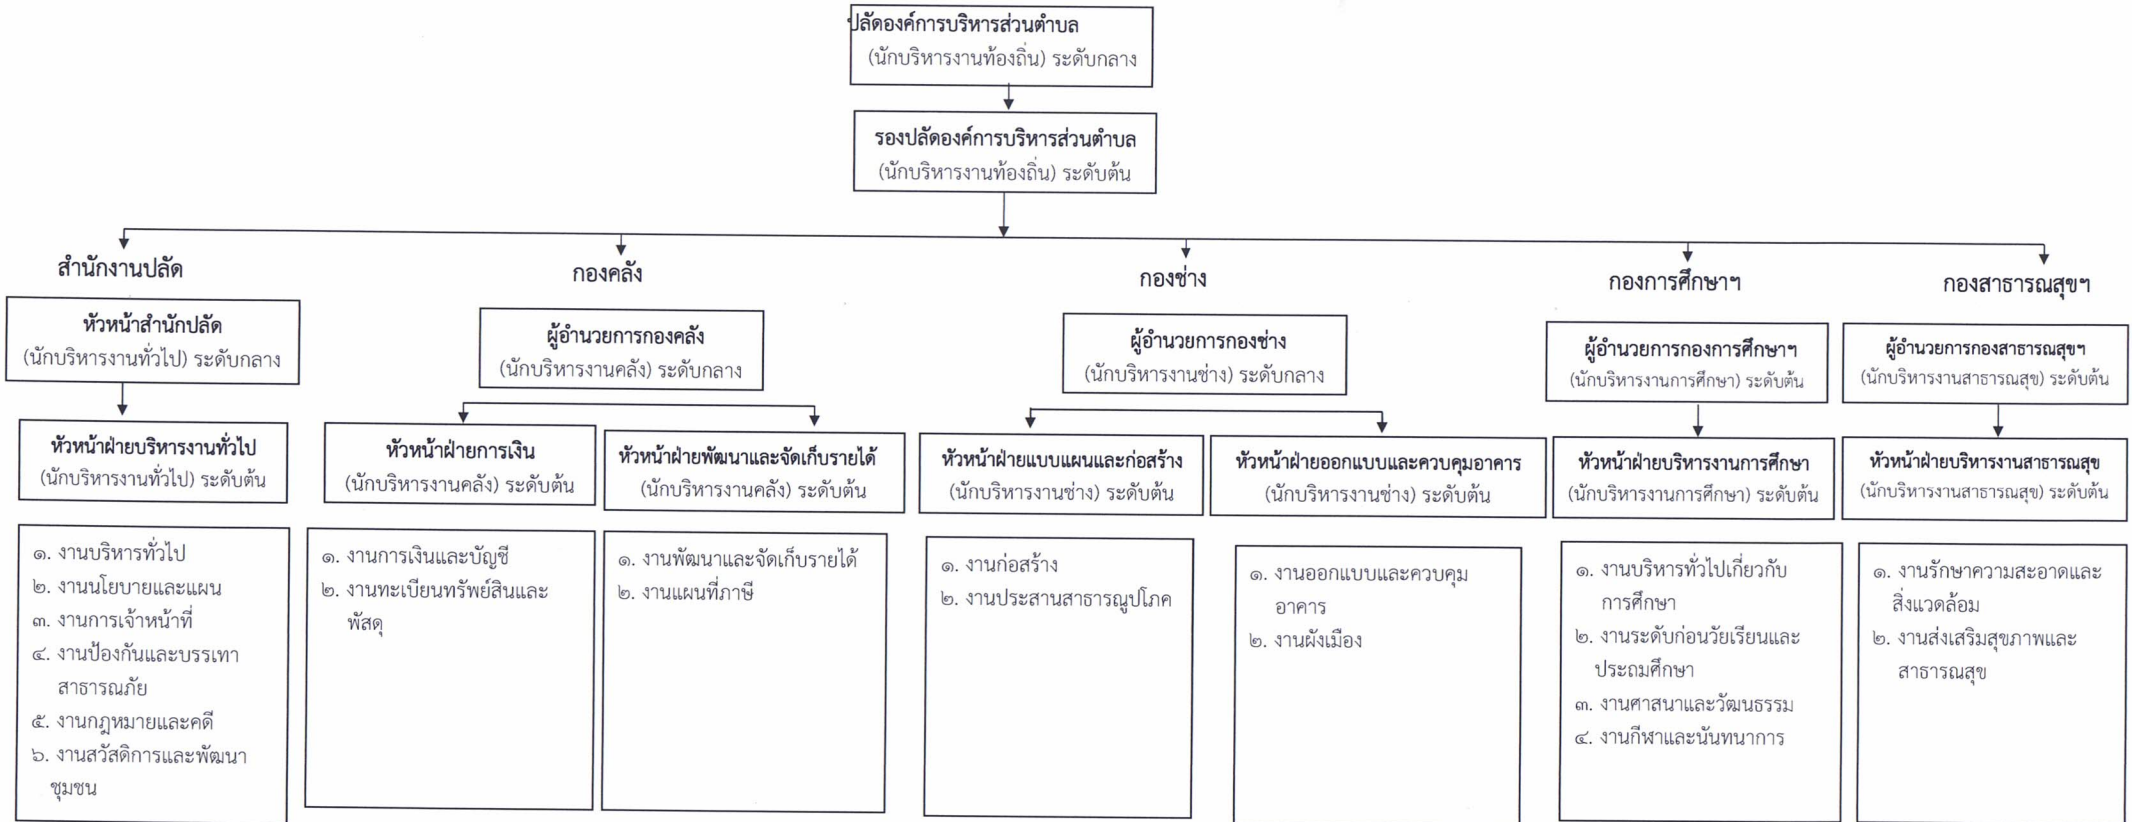 ปลัดองค์การบริหารส่วนตำบล
(นักบริหารงานท้องถิ่น) ระดับกลาง
รองปลัดองค์การบริหารส่วนตำบล
(นักบริหารงานท้องถิ่น) ระดับต้น
สำนักงานปลัด
กองคลัง
กองช่าง
กองการศึกษาฯ
กองสาธารณสุขฯ
หัวหน้าสำนักปลัด
(นักบริหารงานทั่วไป) ระดับกลาง
ผู้อำนวยการกองคลัง
(นักบริหารงานคลัง) ระดับกลาง
ผู้อำนวยการกองช่าง
(นักบริหารงานช่าง) ระดับกลาง
ผู้อำนวยการกองการศึกษาฯ
(นักบริหารงานการศึกษา) ระดับต้น
ผู้อำนวยการกองสาธารณสุขฯ
(นักบริหารงานสาธารณสุข) ระดับต้น
หัวหน้าฝ่ายบริหารงานทั่วไป
(นักบริหารงานทั่วไป) ระดับต้น
หัวหน้าฝ่ายการเงิน
(นักบริหารงานคลัง) ระดับต้น
หัวหน้าฝ่ายพัฒนาและจัดเก็บรายได้
(นักบริหารงานคลัง) ระดับต้น
หัวหน้าฝ่ายแบบแผนและก่อสร้าง
(นักบริหารงานช่าง) ระดับต้น
หัวหน้าฝ่ายออกแบบและควบคุมอาคาร
(นักบริหารงานช่าง) ระดับต้น
หัวหน้าฝ่ายบริหารงานการศึกษา
(นักบริหารงานการศึกษา) ระดับต้น
หัวหน้าฝ่ายบริหารงานสาธารณสุข
(นักบริหารงานสาธารณสุข) ระดับต้น
๑. งานบริหารทั่วไป
๒. งานนโยบายและแผน
๓. งานการเจ้าหน้าที่
๔. งานป้องกันและบรรเทา
สาธารณภัย
๕. งานกฎหมายและคดี
๖. งานสวัสดิการและพัฒนา
ชุมชน
๑. งานการเงินและบัญชี
๒. งานทะเบียนทรัพย์สินและ
พัสดุ
๑. งานพัฒนาและจัดเก็บรายได้
๒. งานแผนที่ภาษี
๑. งานก่อสร้าง
๒. งานประสานสาธารณูปโภค
๑. งานออกแบบและควบคุม
อาคาร
๒. งานผังเมือง
๑. งานบริหารทั่วไปเกี่ยวกับ
การศึกษา
๒. งานระดับก่อนวัยเรียนและ
ประถมศึกษา
๓. งานศาสนาและวัฒนธรรม
๔. งานกีฬาและนันทนาการ
๑. งานรักษาความสะอาดและ
สิ่งแวดล้อม
๒. งานส่งเสริมสุขภาพและ
สาธารณสุข